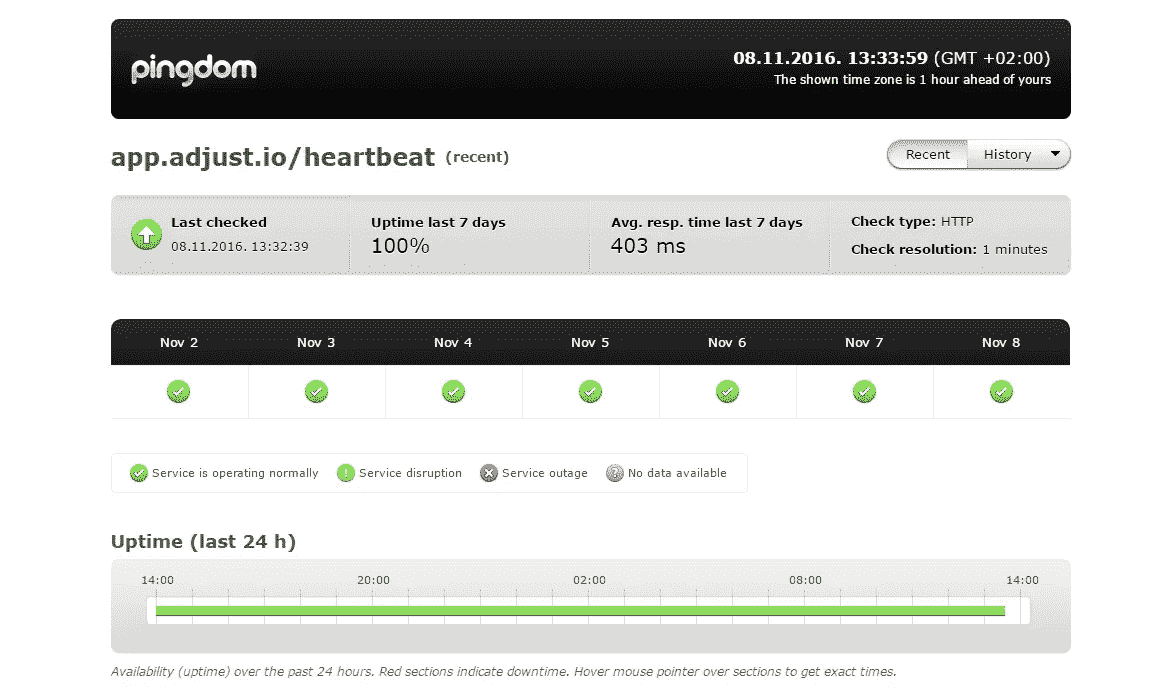 pingdom
08.11.2016. 13:33:59 (GMT +02:00)
The shown time zone is 1 hour ahead of yours
app.adjust.io/heartbeat (recent)
Recent
History
Last checked
08.11.2016. 13:32:39
Uptime last 7 days
100%
Avg. resp. time last 7 days
403 ms
Check type: HTTP
Check resolution: 1 minutes
Nov 2 Nov 3 Nov 4 Nov 5 Nov 6 Nov 7 Nov 8
Service is operating normally Service disruption Service outage No data available
Uptime (last 24 h)
14:00 20:00 02:00 08:00 14:00
Availability (uptime) over the past 24 hours. Red sections indicate downtime. Hover mouse pointer over sections to get exact times.